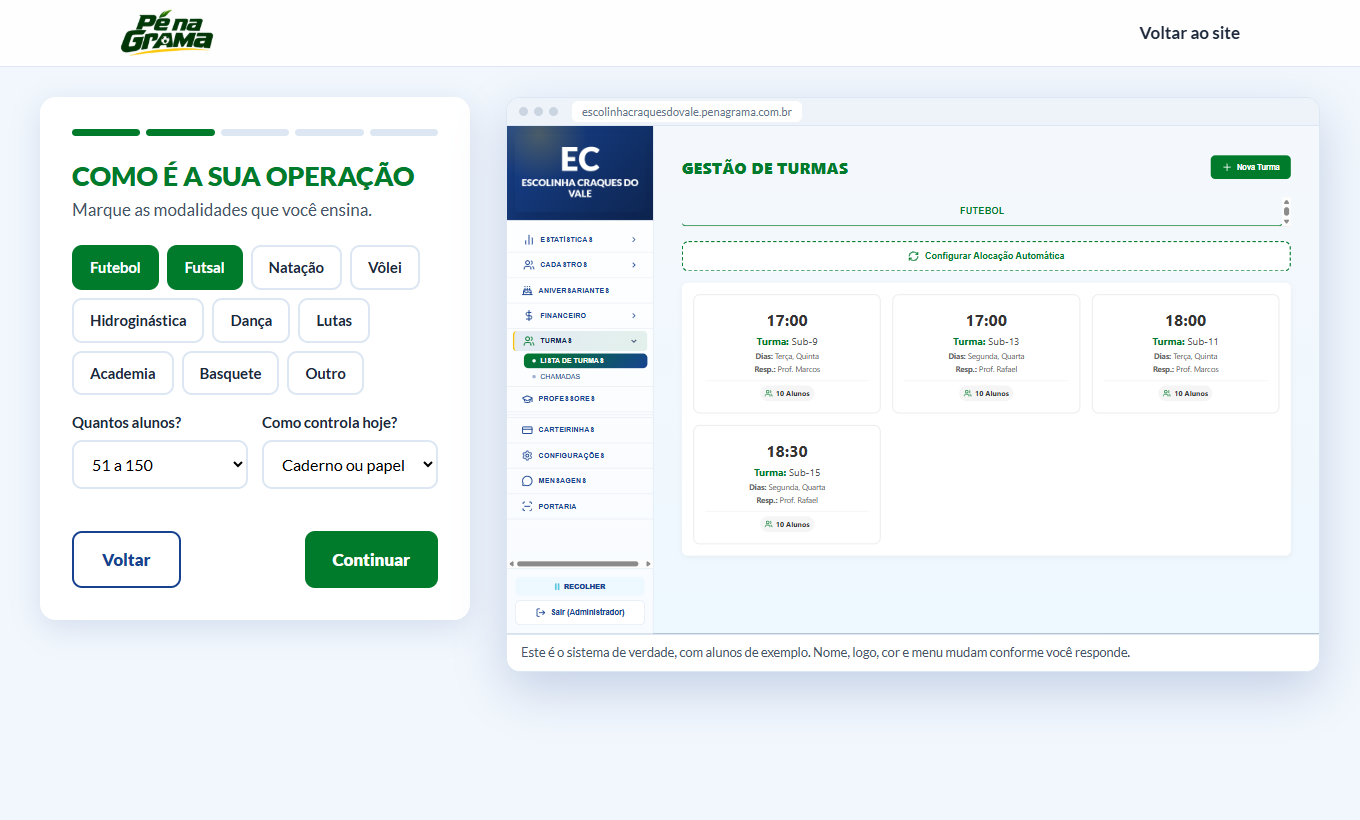 Pé na
GRAMA
Voltar ao site
COMO É A SUA OPERAÇÃO
Marque as modalidades que você ensina.
Futebol
Futsal
Natação
Vôlei
Hidroginástica
Dança
Lutas
Academia
Basquete
Outro
Quantos alunos?
Como controla hoje?
51 a 150
Caderno ou papel
Voltar
Continuar
escolinhacraquesdovale.penagrama.com.br
EC
ESCOLINHA CRAQUES DO
VALE
ESTATÍSTICAS
CADASTROS
ANIVERSARIANTES
FINANCEIRO
TURMAS
LISTA DE TURMAS
CHAMADAS
PROFESSORES
CARTEIRINHAS
CONFIGURAÇÕES
MENSAGENS
PORTARIA
RECOLHER
Sair (Administrador)
GESTÃO DE TURMAS
Nova Turma
FUTEBOL
Configurar Alocação Automática
17:00
Turma: Sub-9
Dias: Terça, Quinta
Resp.: Prof. Marcos
10 Alunos
17:00
Turma: Sub-13
Dias: Segunda, Quarta
Resp.: Prof. Rafael
10 Alunos
18:00
Turma: Sub-11
Dias: Terça, Quinta
Resp.: Prof. Marcos
10 Alunos
18:30
Turma: Sub-15
Dias: Segunda, Quarta
Resp.: Prof. Rafael
10 Alunos
Este é o sistema de verdade, com alunos de exemplo. Nome, logo, cor e menu mudam conforme você responde.